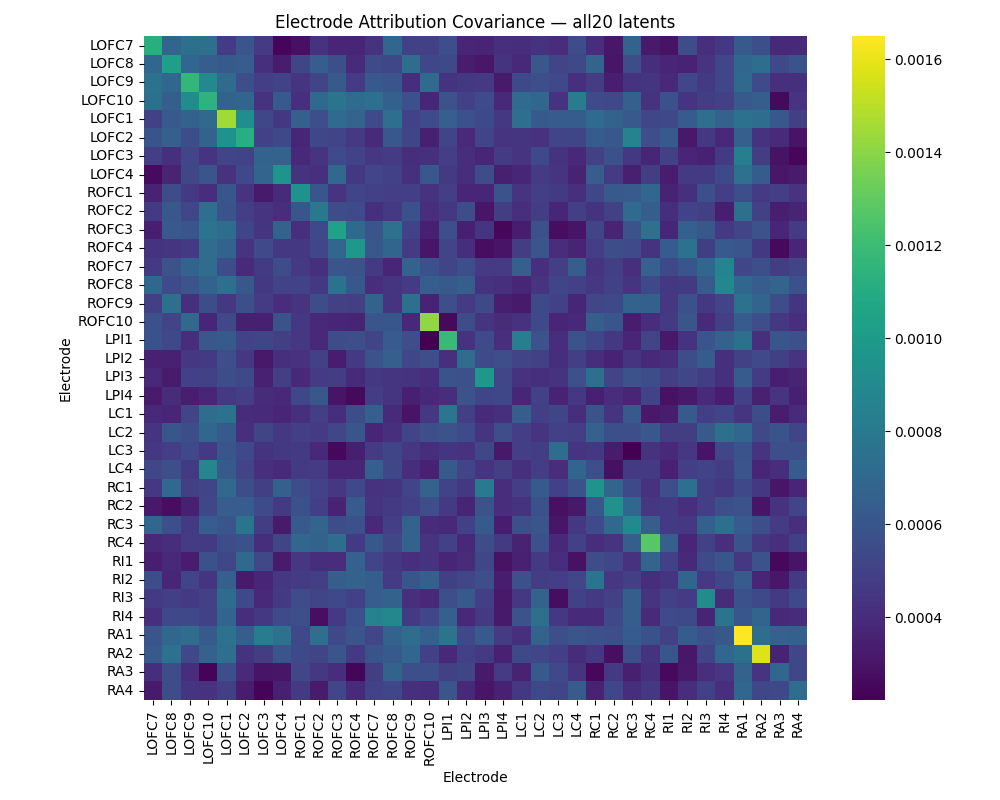 Electrode Attribution Covariance — all20 latents
LOFC7
LOFC8
LOFC9
LOFC10
LOFC1
LOFC2
LOFC3
LOFC4
ROFC1
ROFC2
ROFC3
ROFC4
ROFC7
ROFC8
ROFC9
ROFC10
LPI1
LPI2
LPI3
LPI4
LC1
LC2
LC3
LC4
RC1
RC2
RC3
RC4
RI1
RI2
RI3
RI4
RA1
RA2
RA3
RA4
Electrode
LOFC7 LOFC8 LOFC9 LOFC10 LOFC1 LOFC2 LOFC3 LOFC4 ROFC1 ROFC2 ROFC3 ROFC4 ROFC7 ROFC8 ROFC9 ROFC10 LPI1 LPI2 LPI3 LPI4 LC1 LC2 LC3 LC4 RC1 RC2 RC3 RC4 RI1 RI2 RI3 RI4 RA1 RA2 RA3 RA4
Electrode
0.0016
0.0014
0.0012
0.0010
0.0008
0.0006
0.0004